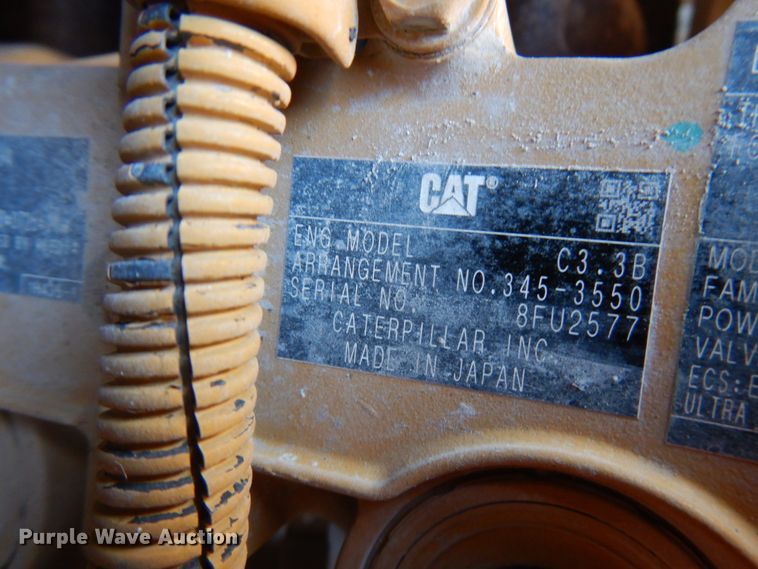 CAT®
ENG.MODEL C3.3B
ARRANGEMENT NO.345-3550
SERIAL NO. 8FU2577
CATERPILLAR INC.
MADE IN JAPAN
MOD
FAM
POW
VALV
ECS:E
ULTRA
Purple Wave Auction